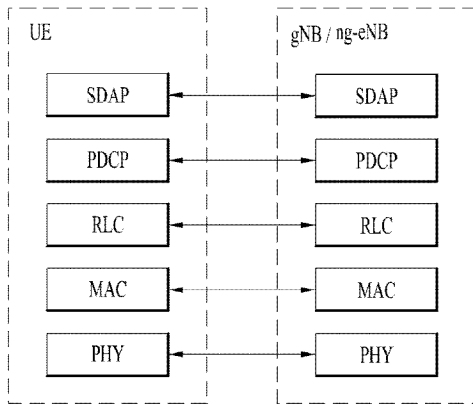 UE
gNB / ng-eNB
SDAP
SDAP
PDCP
PDCP
RLC
RLC
MAC
MAC
PHY
PHY